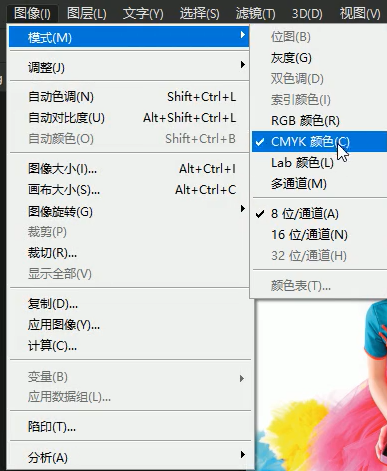 图像(I) 图层(L) 文字(Y) 选择(S) 滤镜(T) 3D(D) 视图(V)
模式(M)
调整(J)
自动色调(N) Shift+Ctrl+L
自动对比度(U) Alt+Shift+Ctrl+L
自动颜色(O) Shift+Ctrl+B
图像大小(I)... Alt+Ctrl+I
画布大小(S)... Alt+Ctrl+C
图像旋转(G)
裁剪(P)
裁切(R)...
显示全部(V)
复制(D)...
应用图像(Y)...
计算(C)...
变量(B)
应用数据组(L)...
陷印(T)...
分析(A)
位图(B)
灰度(G)
双色调(D)
索引颜色(I)
RGB 颜色(R)
CMYK 颜色(C)
Lab 颜色(L)
多通道(M)
8 位/通道(A)
16 位/通道(N)
32 位/通道(H)
颜色表(T)...